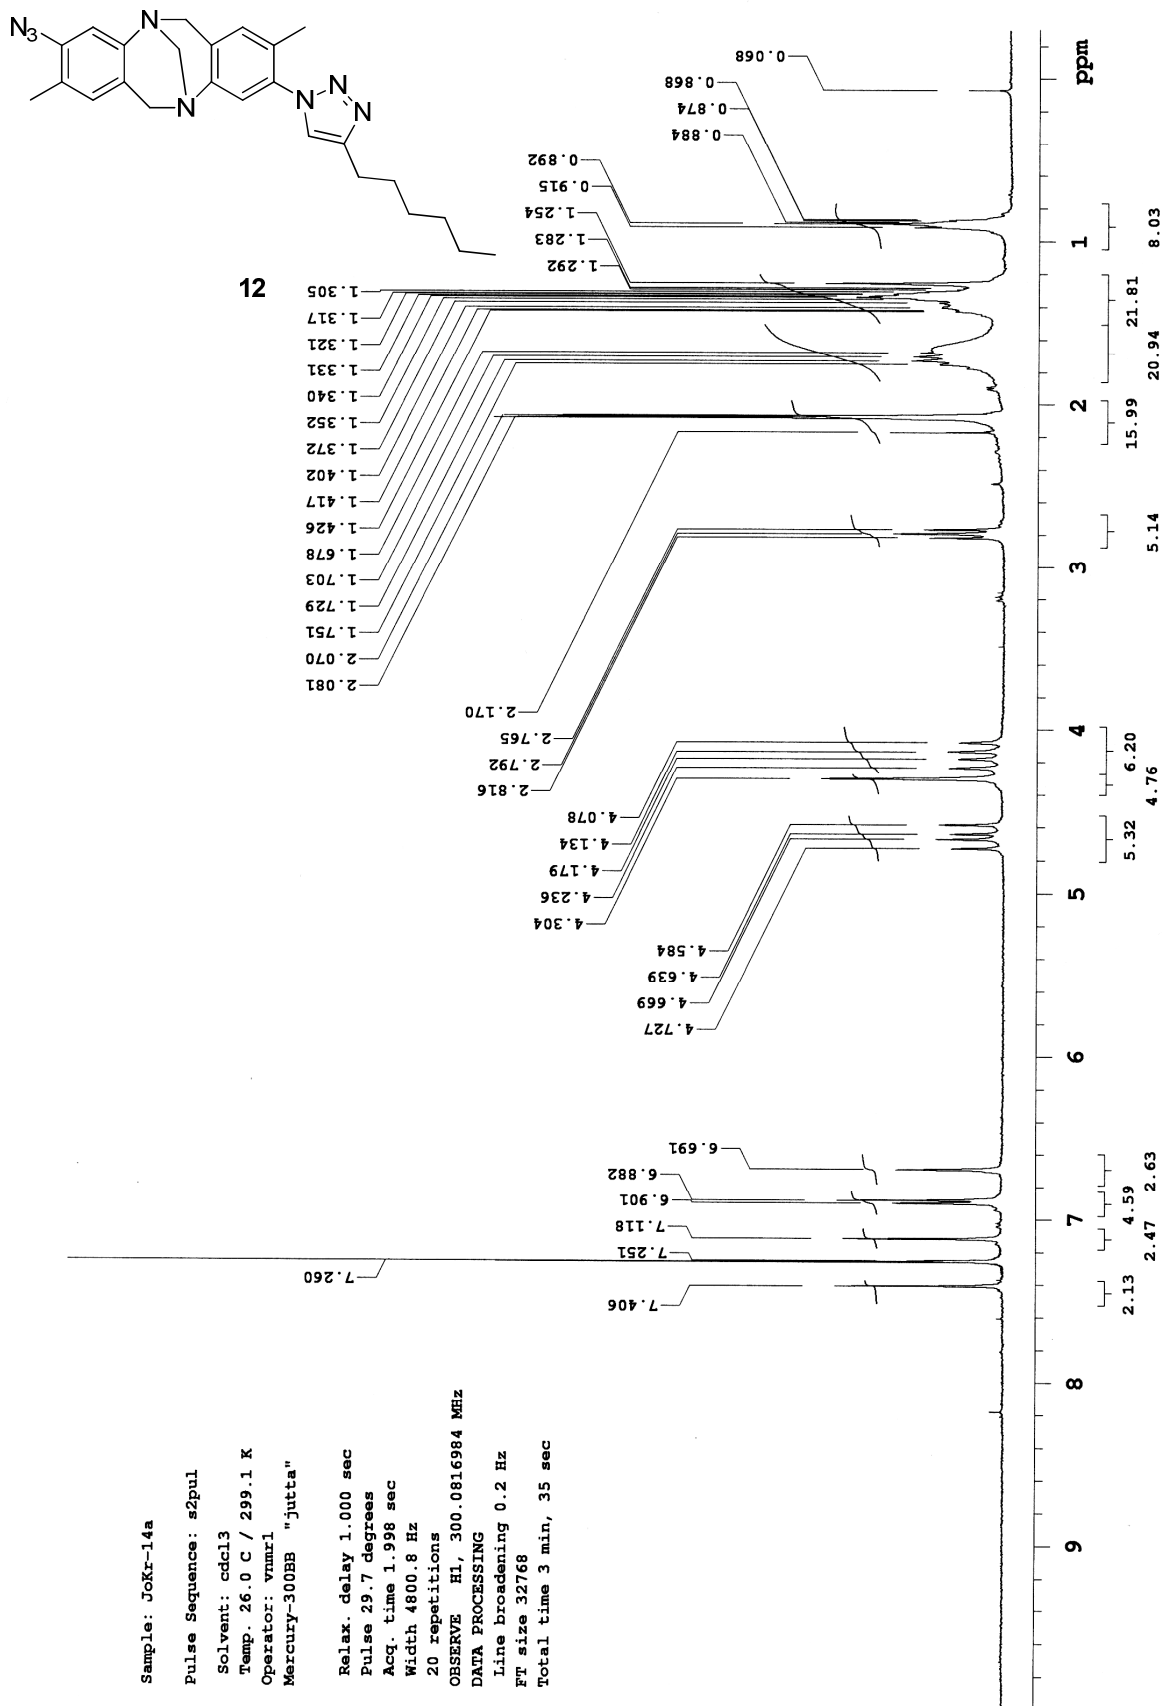 N3
N
N
N
N
N
12
Sample: JoKr-14a
Pulse Sequence: s2pul
Solvent: cdcl3
Temp. 26.0 C / 299.1 K
Operator: vnmr1
Mercury-300BB "jutta"
Relax. delay 1.000 sec
Pulse 29.7 degrees
Acq. time 1.998 sec
Width 4800.8 Hz
20 repetitions
OBSERVE H1, 300.0816984 MHz
DATA PROCESSING
Line broadening 0.2 Hz
FT size 32768
Total time 3 min, 35 sec
7.406
7.260
7.251
7.118
6.901
6.882
6.691
4.727
4.669
4.639
4.584
4.304
4.236
4.179
4.134
4.078
2.816
2.792
2.765
2.170
2.081
2.070
1.751
1.729
1.703
1.678
1.426
1.417
1.402
1.372
1.352
1.340
1.331
1.321
1.317
1.305
1.292
1.283
1.254
0.915
0.892
0.884
0.874
0.868
0.068
9
8
7
6
5
4
3
2
1
ppm
2.13
2.47
4.59
2.63
5.32
4.76
6.20
5.14
15.99
20.94
21.81
8.03